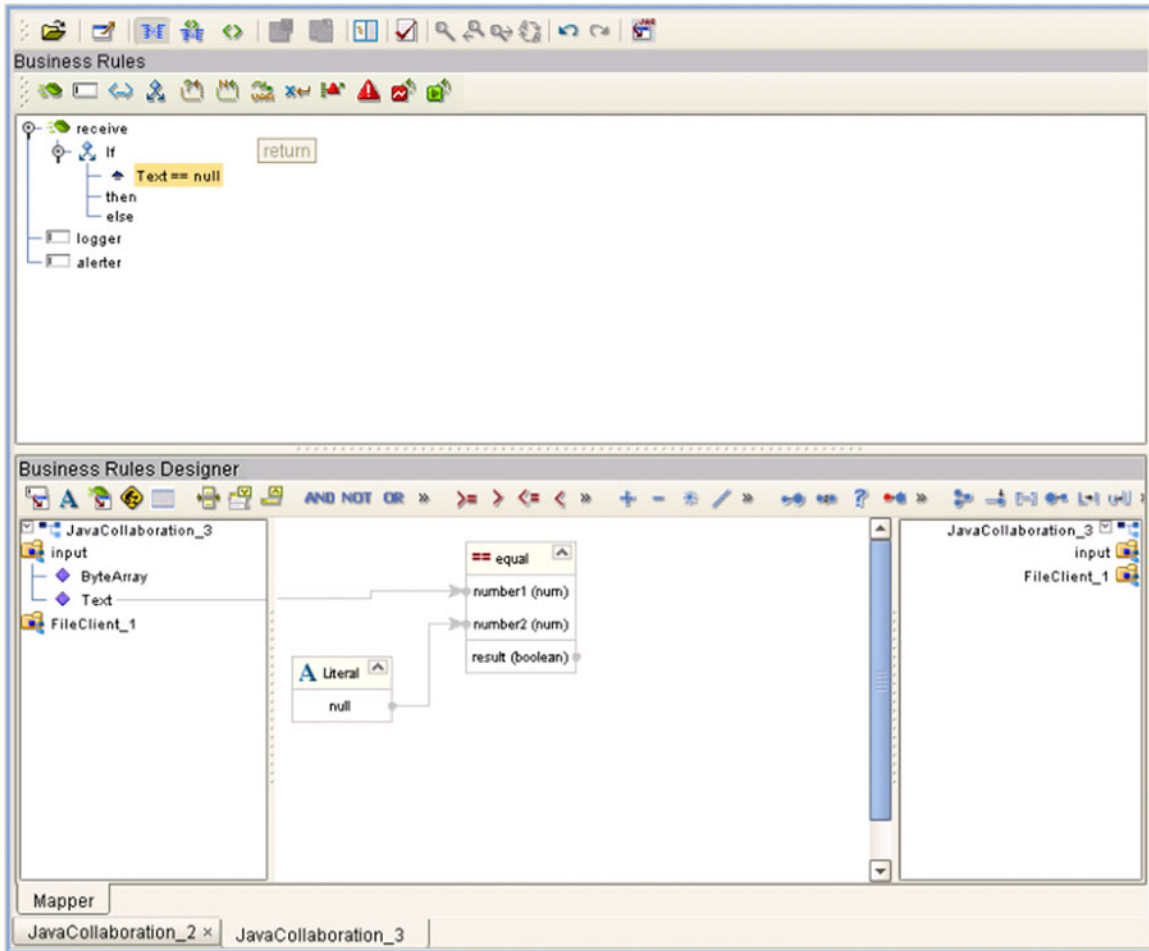 JAR
Business Rules
receive
If
return
Text == null
then
else
logger
alerter
Business Rules Designer
A AND NOT OR » >= > <= < » + - * / » ? » »
JavaCollaboration_3
input
ByteArray
Text
FileClient_1
== equal
number1 (num)
number2 (num)
result (boolean)
A Literal
null
JavaCollaboration_3
input
FileClient_1
Mapper
JavaCollaboration_2 ×
JavaCollaboration_3